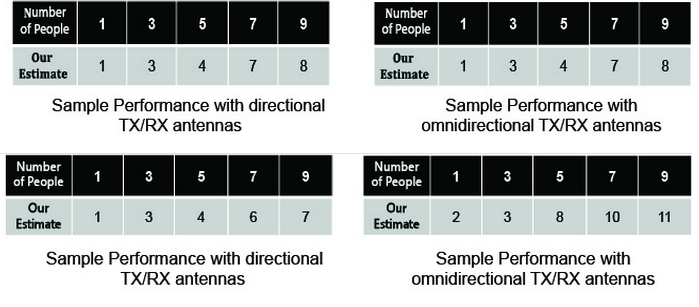 Number of People 1 3 5 7 9
Our Estimate 1 3 4 7 8
Sample Performance with directional
TX/RX antennas
Number of People 1 3 5 7 9
Our Estimate 1 3 4 7 8
Sample Performance with
omnidirectional TX/RX antennas
Number of People 1 3 5 7 9
Our Estimate 1 3 4 6 7
Sample Performance with directional
TX/RX antennas
Number of People 1 3 5 7 9
Our Estimate 2 3 8 10 11
Sample Performance with
omnidirectional TX/RX antennas